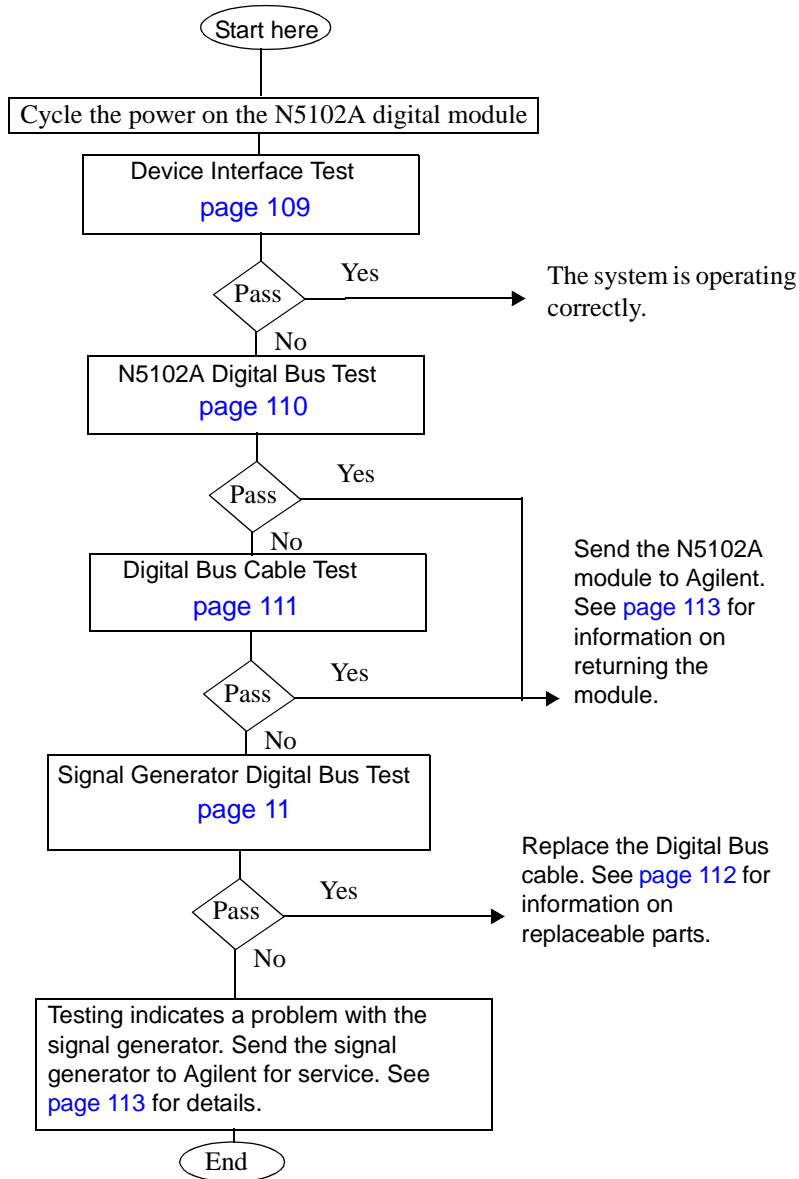 Start here
Cycle the power on the N5102A digital module
Device Interface Test
page 109
Yes
Pass
The system is operating
correctly.
No
N5102A Digital Bus Test
page 110
Yes
Pass
No
Digital Bus Cable Test
page 111
Send the N5102A
module to Agilent.
See page 113 for
information on
returning the
module.
Yes
Pass
No
Signal Generator Digital Bus Test
page 11
Replace the Digital Bus
cable. See page 112 for
information on
replaceable parts.
Yes
Pass
No
Testing indicates a problem with the
signal generator. Send the signal
generator to Agilent for service. See
page 113 for details.
End